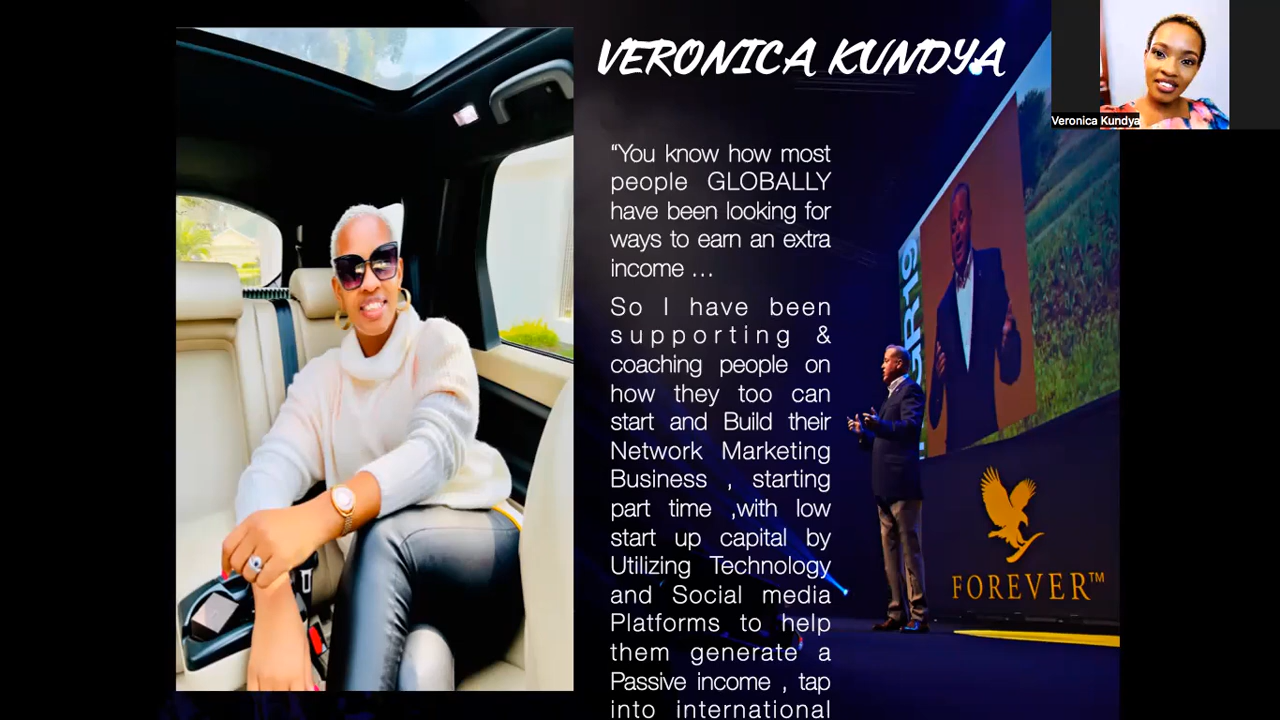 VERONICA KUNDYA
Veronica Kundya
“You know how most
people GLOBALLY
have been looking for
ways to earn an extra
income ...
So I have been
supporting &
coaching people on
how they too can
start and Build their
Network Marketing
Business , starting
part time ,with low
start up capital by
Utilizing Technology
and Social media
Platforms to help
them generate a
Passive income , tap
into international
GR19
FOREVER™